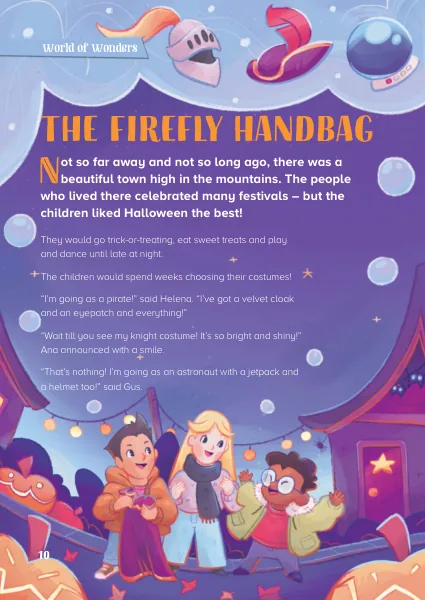 World of Wonders
THE FIREFLY HANDBAG
Not so far away and not so long ago, there was a
beautiful town high in the mountains. The people
who lived there celebrated many festivals – but the
children liked Halloween the best!
They would go trick-or-treating, eat sweet treats and play
and dance until late at night.
The children would spend weeks choosing their costumes!
“I’m going as a pirate!” said Helena. “I’ve got a velvet cloak
and an eyepatch and everything!”
“Wait till you see my knight costume! It’s so bright and shiny!”
Ana announced with a smile.
“That’s nothing! I’m going as an astronaut with a jetpack and
a helmet too!” said Gus.
10